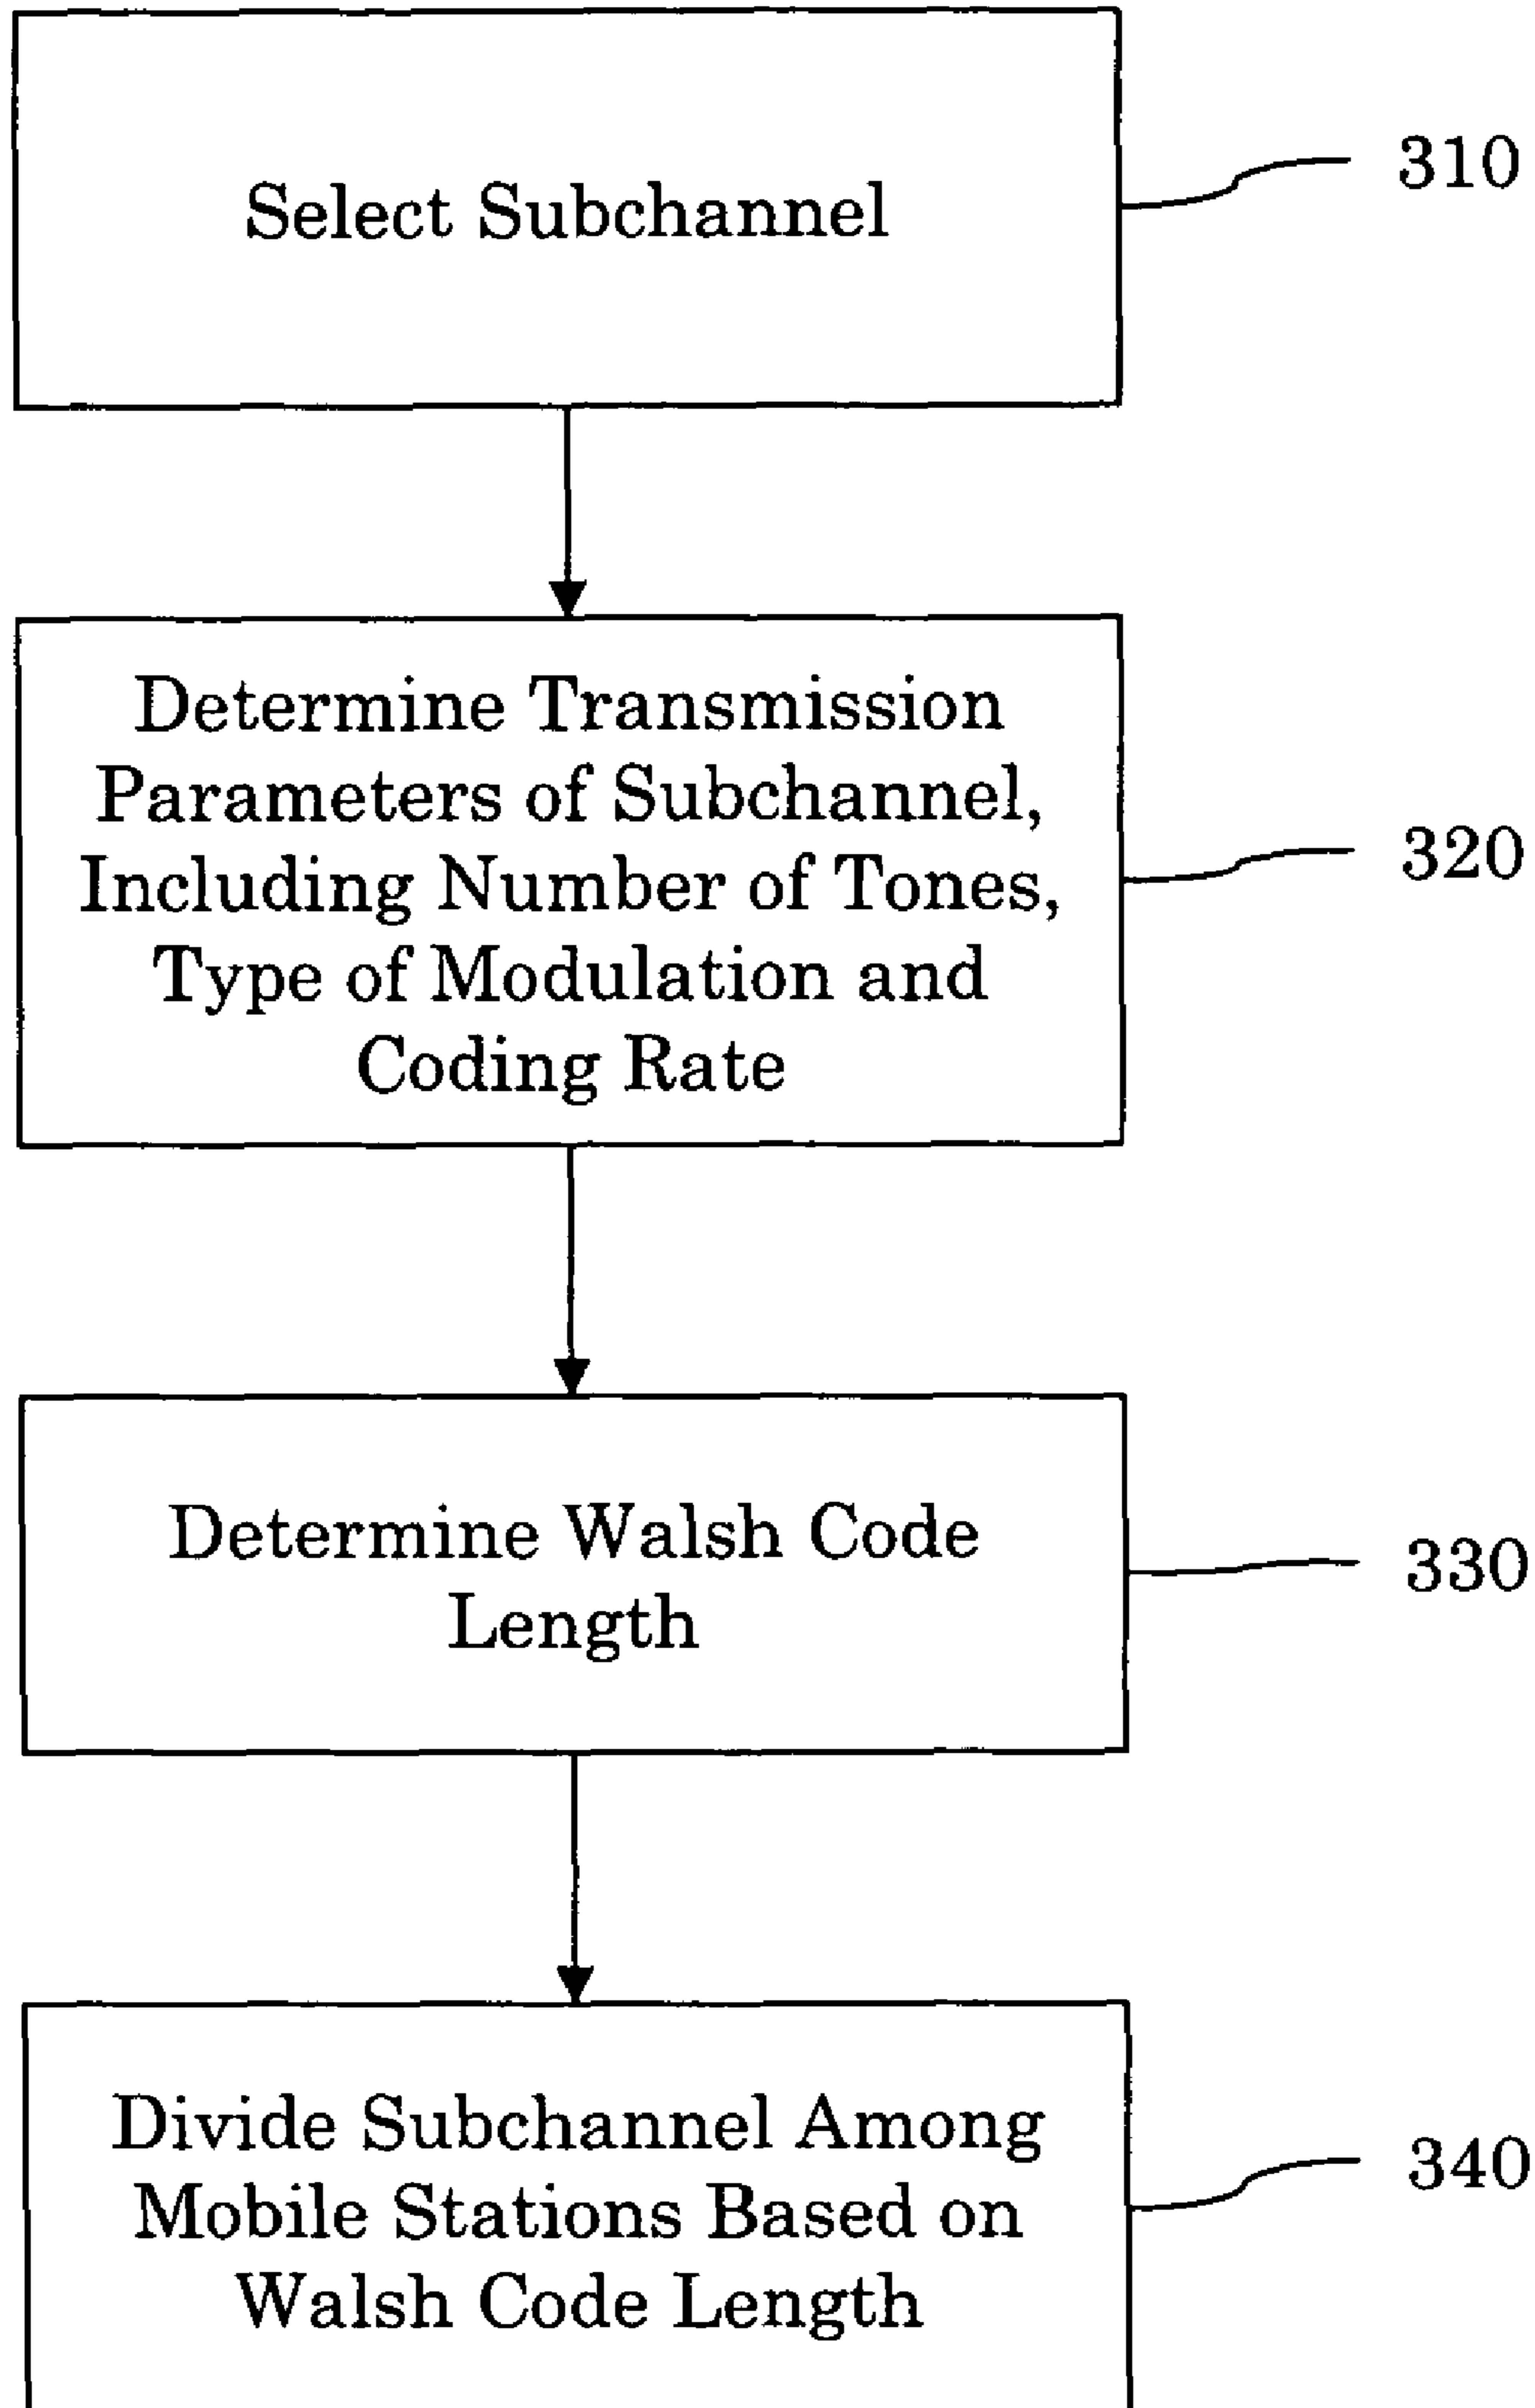 Select Subchannel
310
Determine Transmission
Parameters of Subchannel,
Including Number of Tones,
Type of Modulation and
Coding Rate
320
Determine Walsh Code
Length
330
Divide Subchannel Among
Mobile Stations Based on
Walsh Code Length
340